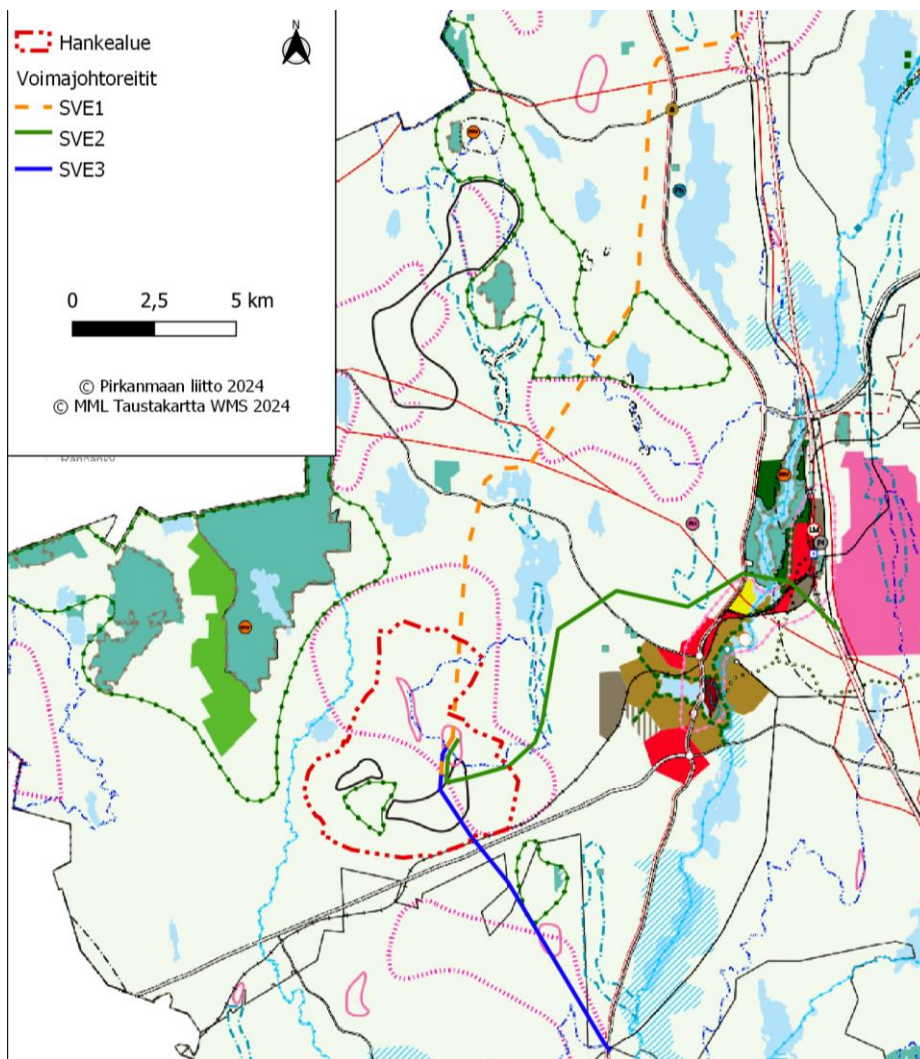 Hankealue
N
Voimajohtoreitit
SVE1
SVE2
SVE3
0 2,5 5 km
© Pirkanmaan liitto 2024
© MML Taustakartta WMS 2024